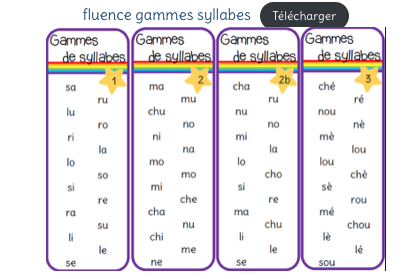 fluence gammes syllabes
Télécharger
Gammes
de syllabes
1
sa
ru
lu
ro
ri
la
lo
so
si
re
ra
su
li
le
se
Gammes
de syllabes
2
ma
mu
chu
no
ni
na
mo
mo
mi
che
cha
nu
chi
me
ne
Gammes
de syllabes
2b
cha
ru
nu
no
mi
na
lo
cho
si
re
ma
chu
li
le
se
Gammes
de syllabes
3
ché
ré
nou
nè
mè
lou
lou
chè
sè
rou
mé
chou
lè
lé
sou